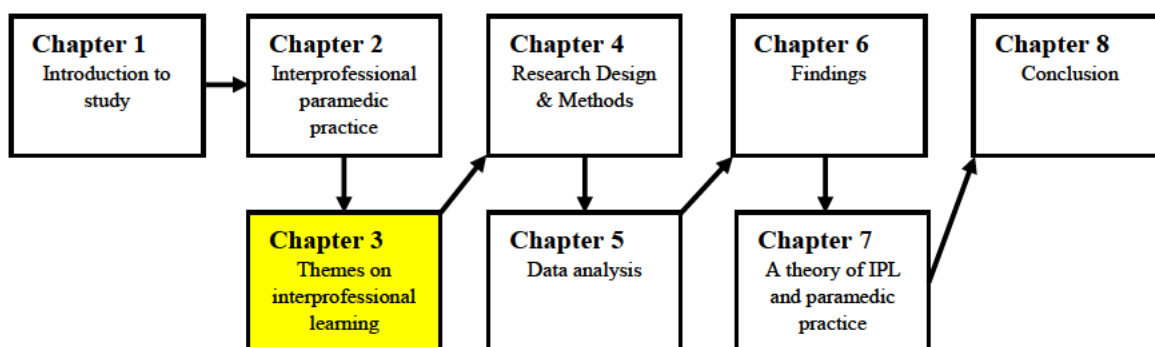 Chapter 1
Introduction to
study
Chapter 2
Interprofessional
paramedic
practice
Chapter 3
Themes on
interprofessional
learning
Chapter 4
Research Design
& Methods
Chapter 5
Data analysis
Chapter 6
Findings
Chapter 7
A theory of IPL
and paramedic
practice
Chapter 8
Conclusion